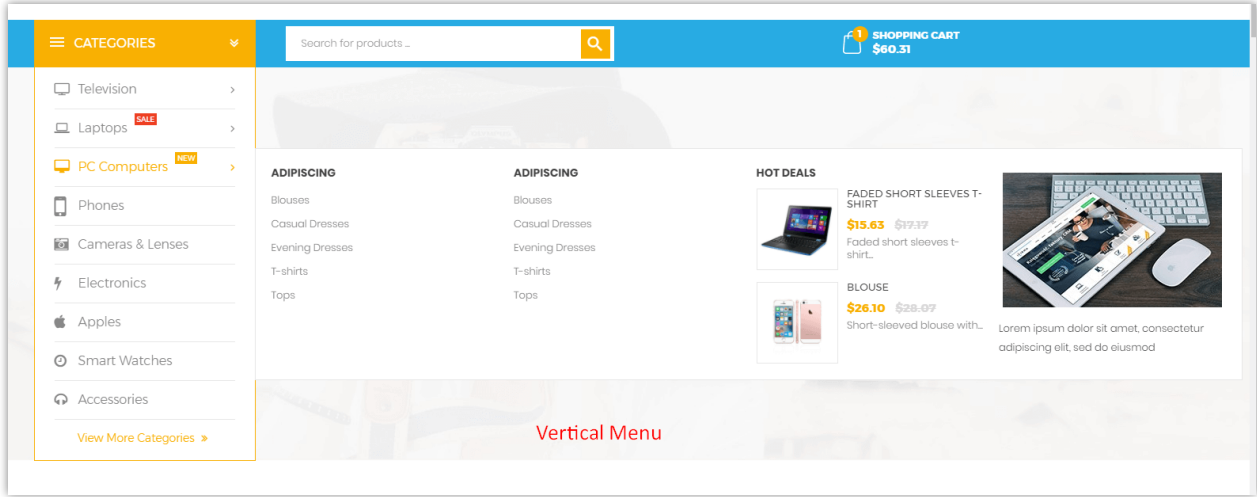 CATEGORIES
Search for products ...
1
SHOPPING CART
$60.31
Television
Laptops
SALE
PC Computers
NEW
Phones
Cameras & Lenses
Electronics
Apples
Smart Watches
Accessories
View More Categories »
ADIPISCING
Blouses
Casual Dresses
Evening Dresses
T-shirts
Tops
ADIPISCING
Blouses
Casual Dresses
Evening Dresses
T-shirts
Tops
HOT DEALS
FADED SHORT SLEEVES T-
SHIRT
$15.63 $17.17
Faded short sleeves t-
shirt...
BLOUSE
$26.10 $28.07
Short-sleeved blouse with...
Lorem ipsum dolor sit amet, consectetur
adipiscing elit, sed do eiusmod
Vertical Menu